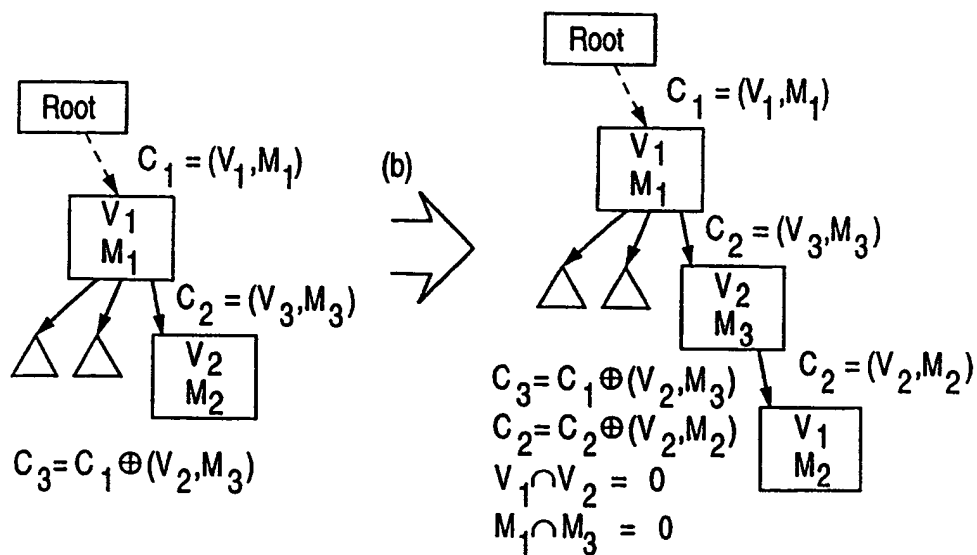 Root
C₁ = (V₁,M₁)
V₁
M₁
C₂ = (V₃,M₃)
V₂
M₂
C₃= C₁⊕(V₂,M₃)
(b)
Root
C₁ = (V₁,M₁)
V₁
M₁
C₂ = (V₃,M₃)
V₂
M₃
C₂ = (V₂,M₂)
V₁
M₂
C₃= C₁⊕(V₂,M₃)
C₂= C₂⊕(V₂,M₂)
V₁∩V₂ = 0
M₁∩M₃ = 0